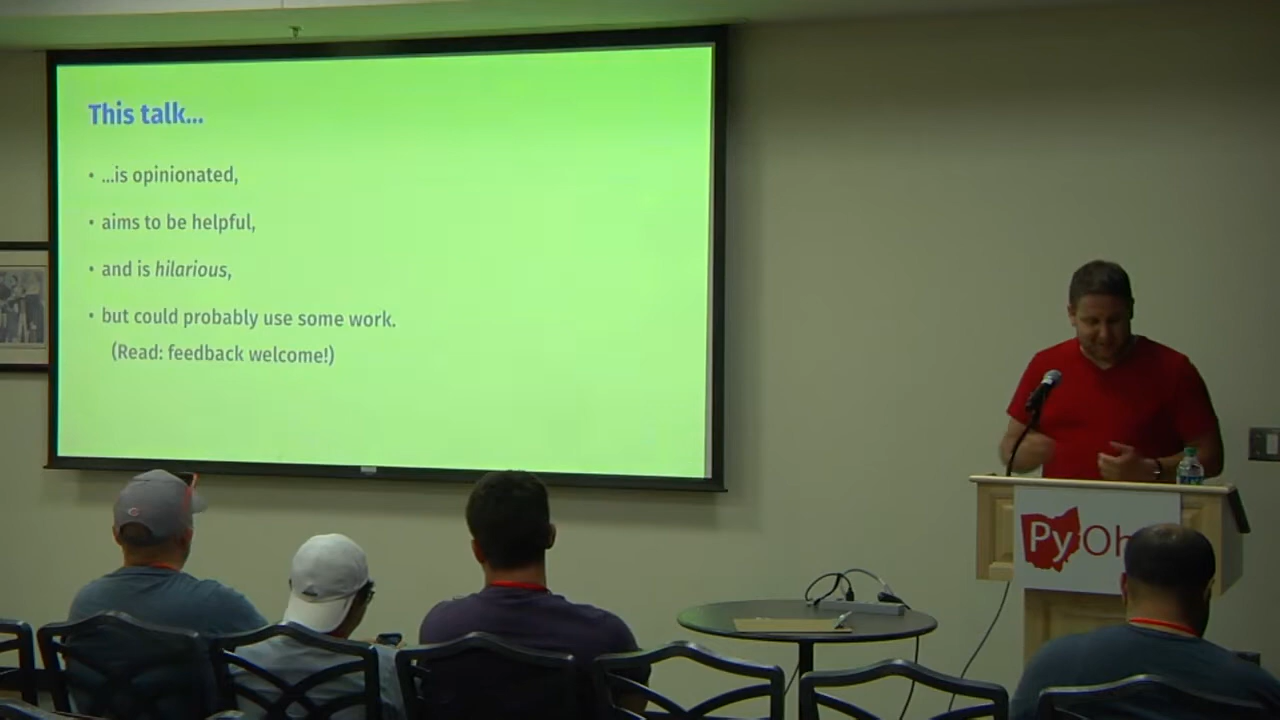 This talk...
• ...is opinionated,
• aims to be helpful,
• and is hilarious,
• but could probably use some work.
(Read: feedback welcome!)
PyOh